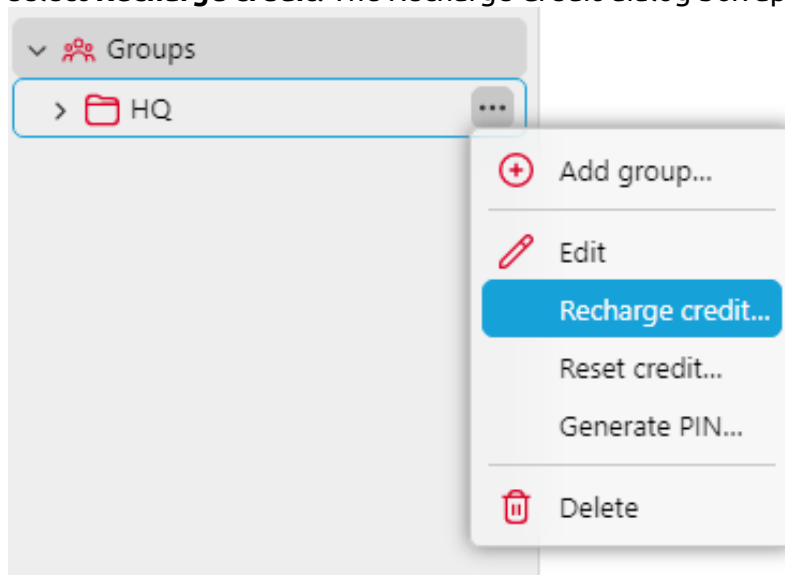 Groups
HQ
Add group...
Edit
Recharge credit...
Reset credit...
Generate PIN...
Delete